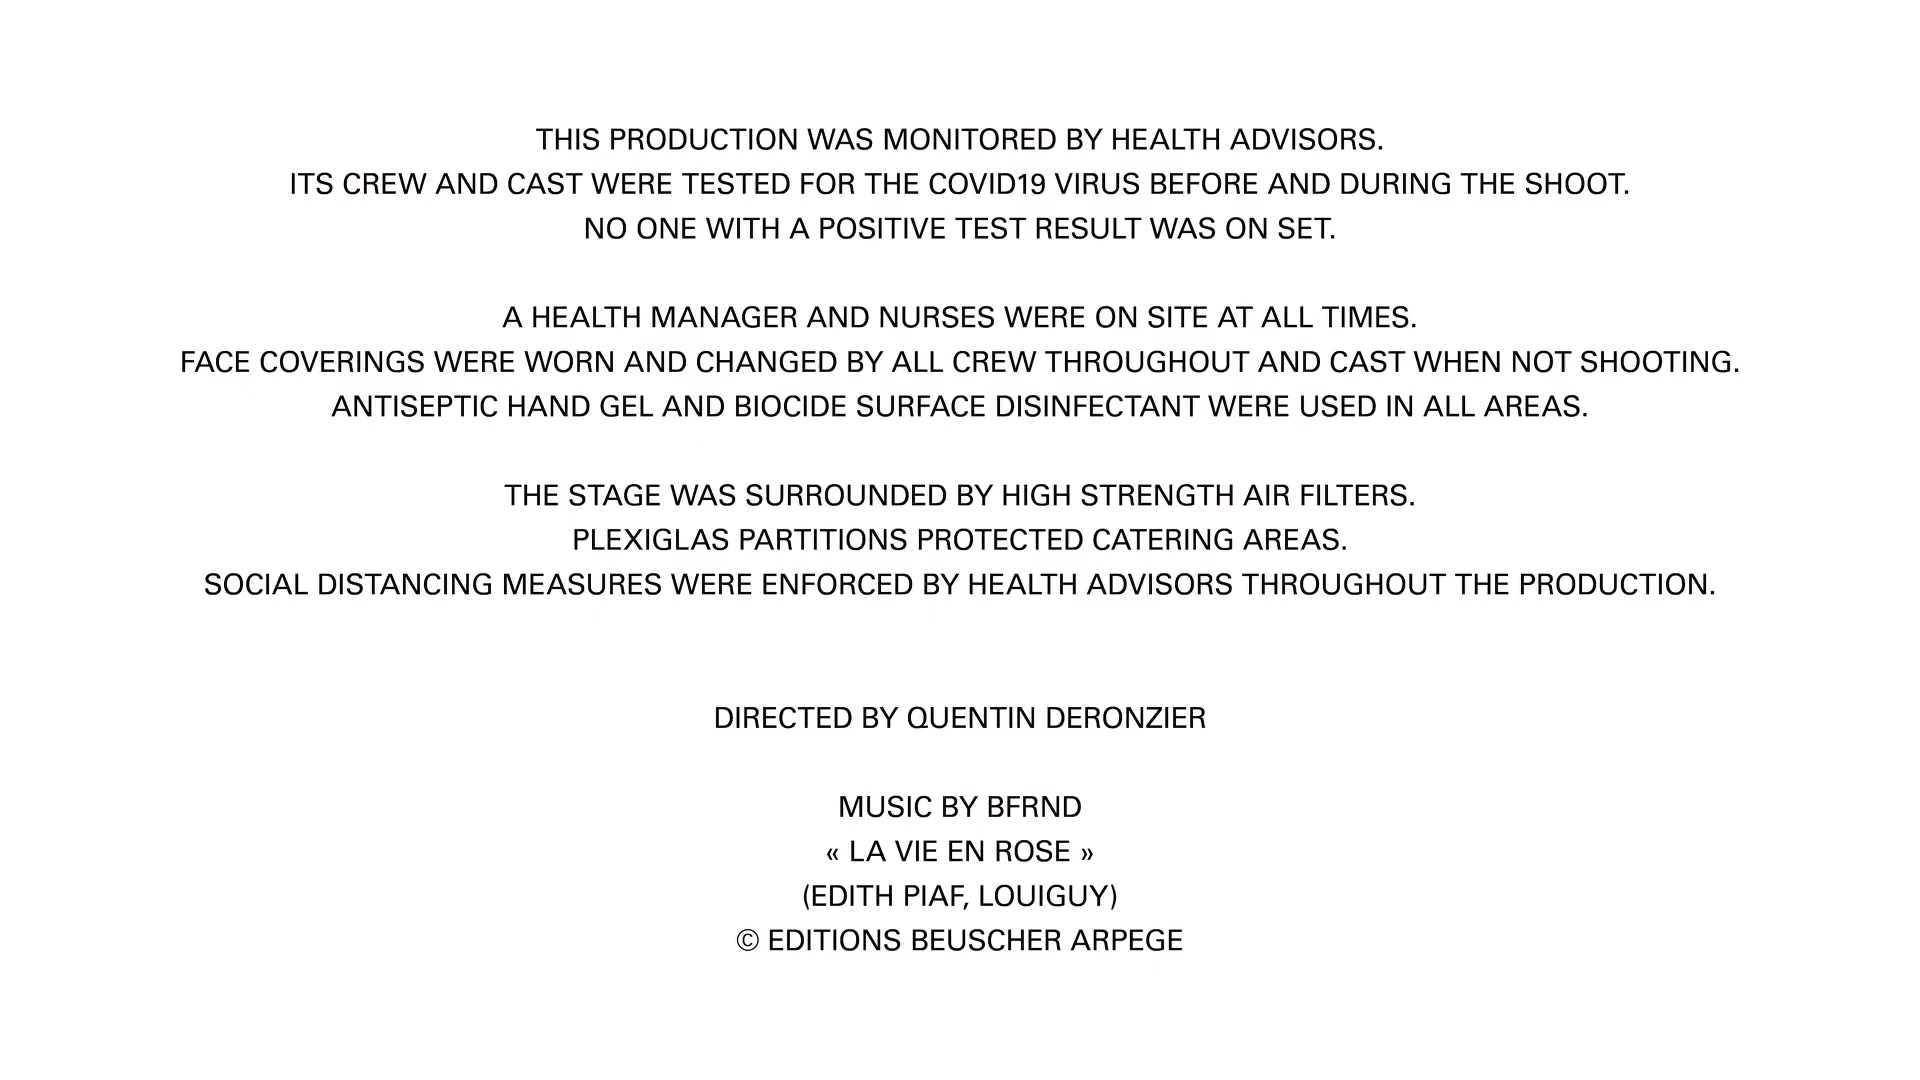 THIS PRODUCTION WAS MONITORED BY HEALTH ADVISORS.
ITS CREW AND CAST WERE TESTED FOR THE COVID19 VIRUS BEFORE AND DURING THE SHOOT.
NO ONE WITH A POSITIVE TEST RESULT WAS ON SET.
A HEALTH MANAGER AND NURSES WERE ON SITE AT ALL TIMES.
FACE COVERINGS WERE WORN AND CHANGED BY ALL CREW THROUGHOUT AND CAST WHEN NOT SHOOTING.
ANTISEPTIC HAND GEL AND BIOCIDE SURFACE DISINFECTANT WERE USED IN ALL AREAS.
THE STAGE WAS SURROUNDED BY HIGH STRENGTH AIR FILTERS.
PLEXIGLAS PARTITIONS PROTECTED CATERING AREAS.
SOCIAL DISTANCING MEASURES WERE ENFORCED BY HEALTH ADVISORS THROUGHOUT THE PRODUCTION.
DIRECTED BY QUENTIN DERONZIER
MUSIC BY BFRND
« LA VIE EN ROSE »
(EDITH PIAF, LOUIGUY)
© EDITIONS BEUSCHER ARPEGE